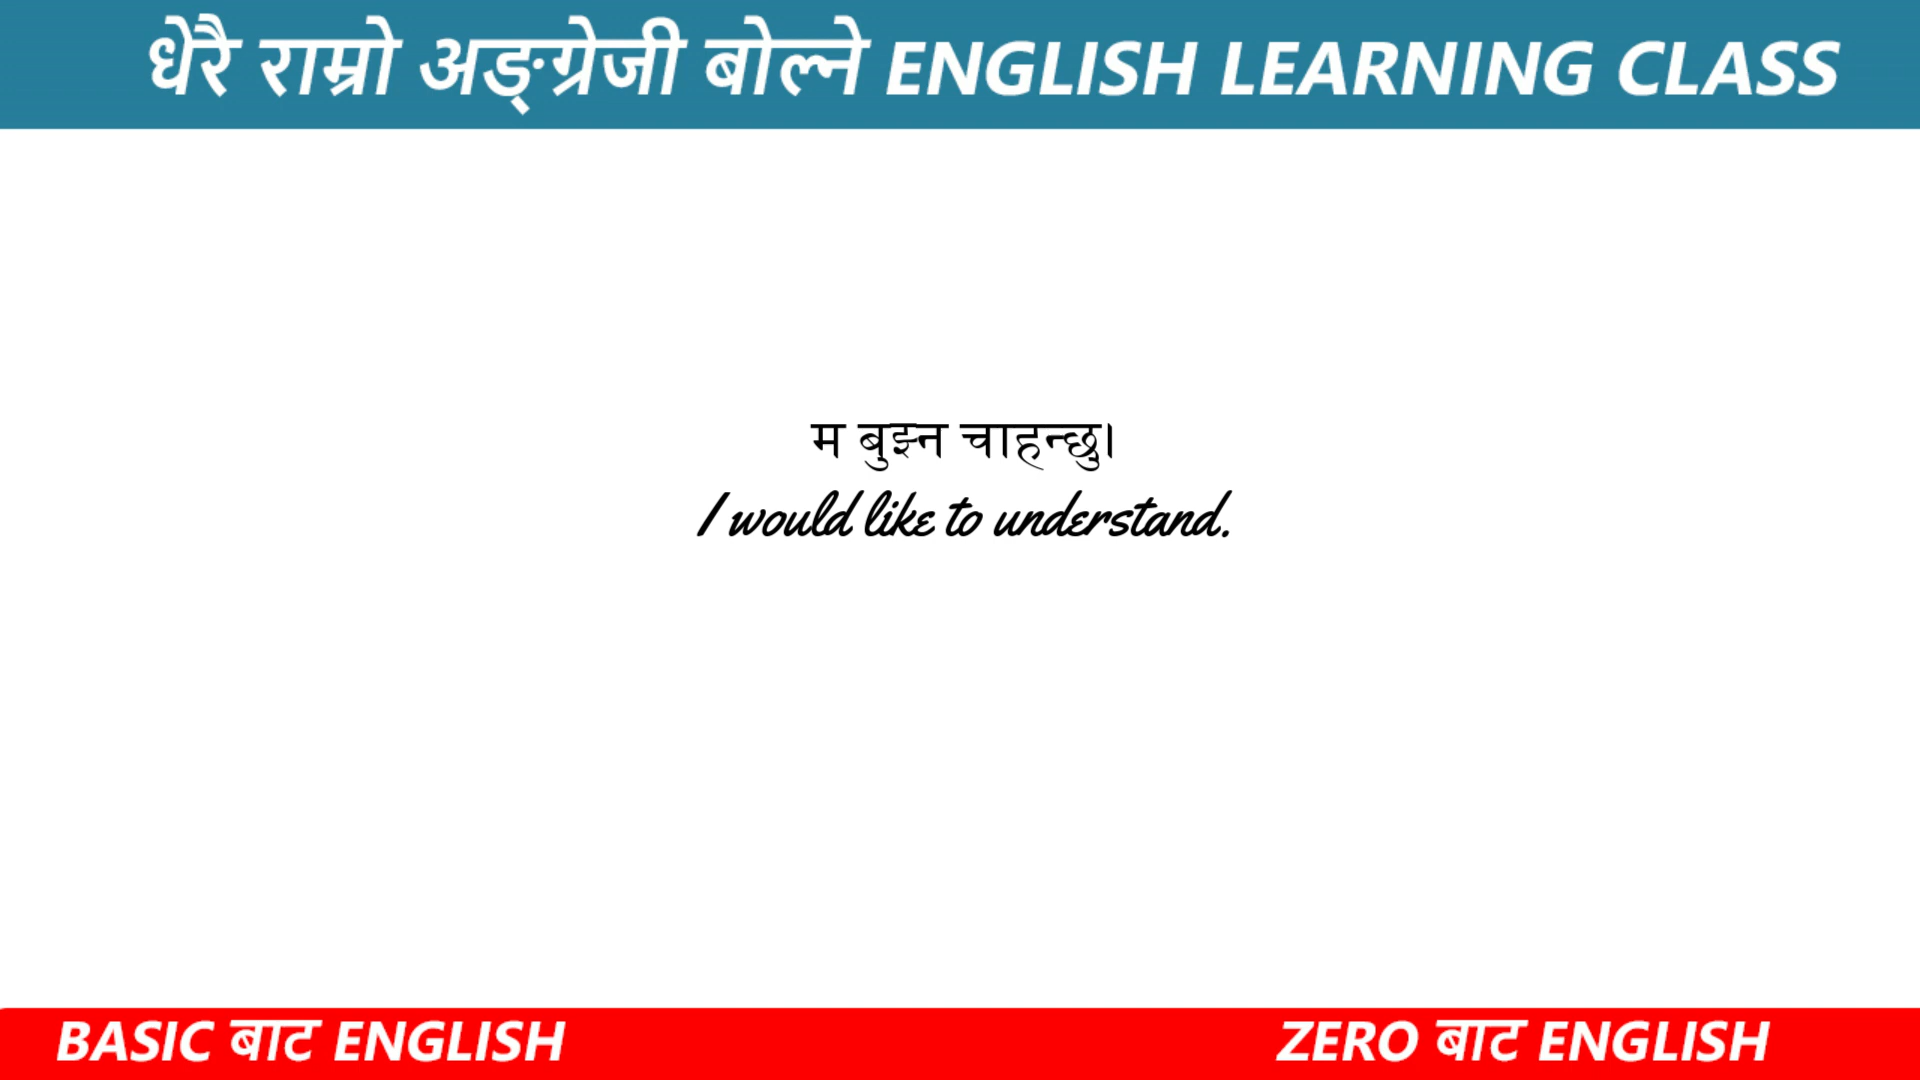 धेरै राम्रो अङ्ग्रेजी बोल्ने ENGLISH LEARNING CLASS
म बुझ्न चाहन्छु।
I would like to understand.
BASIC बाट ENGLISH
ZERO बाट ENGLISH